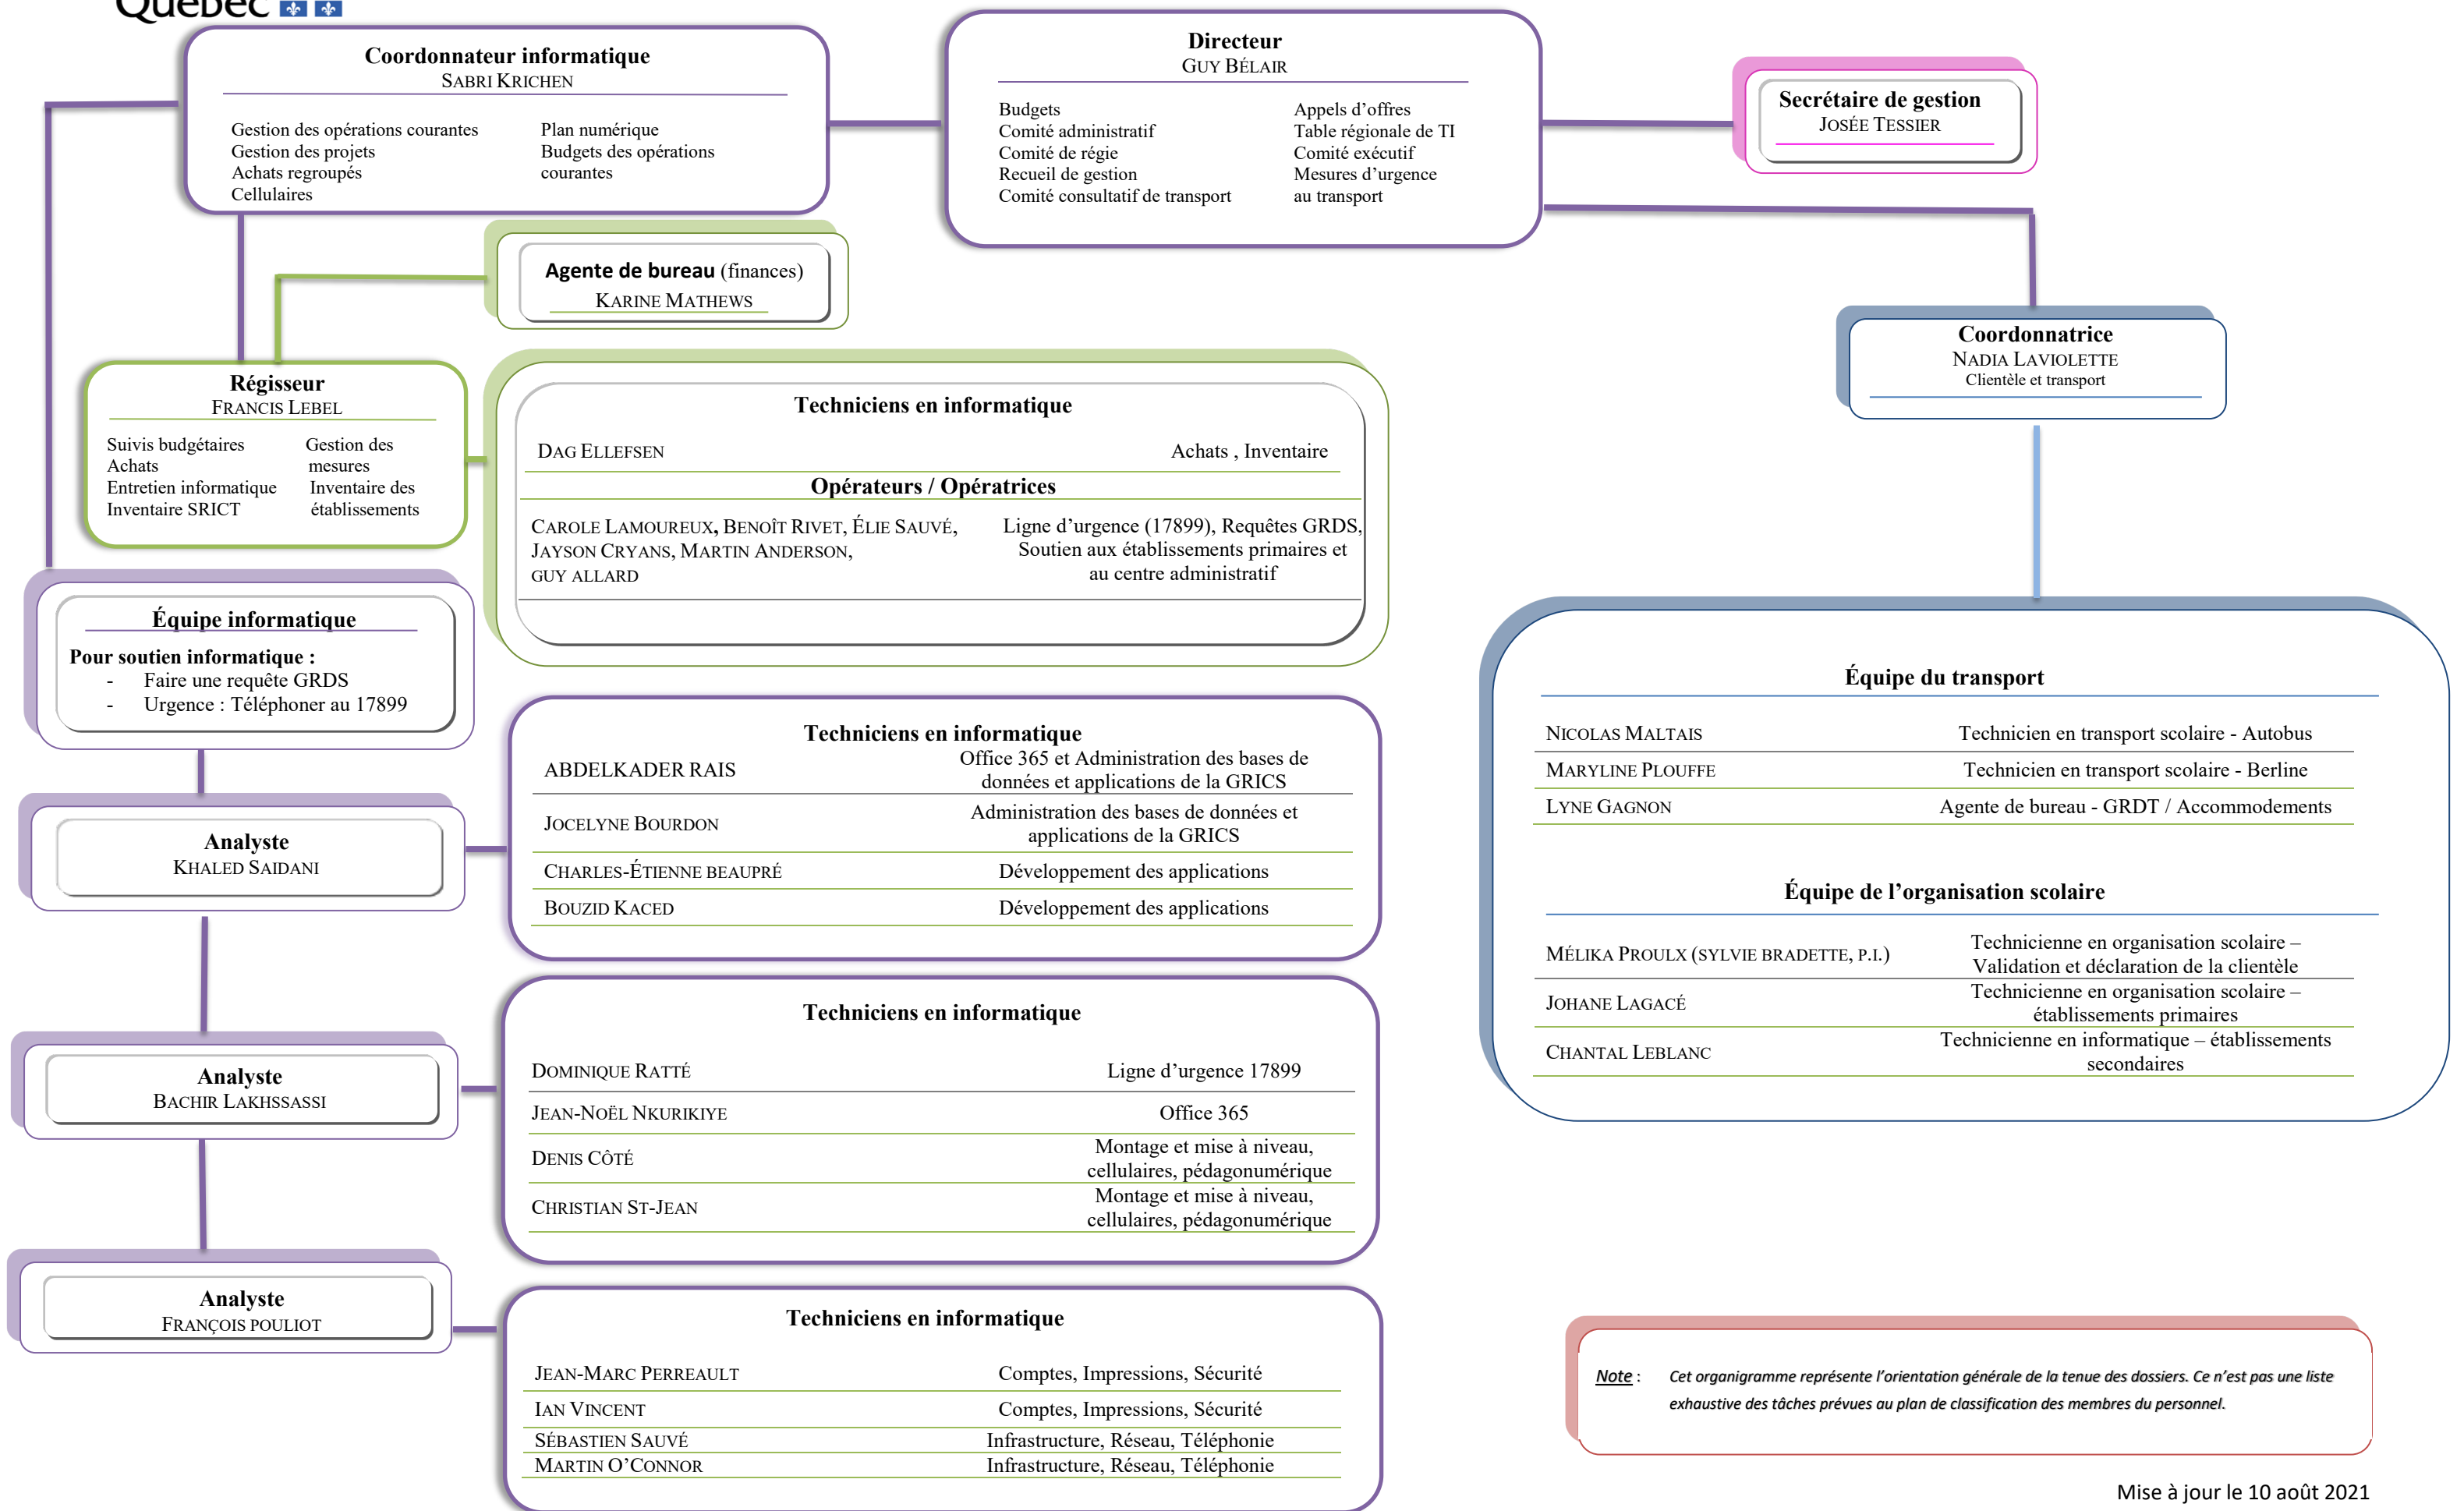 Québec
Coordonnateur informatique
SABRI KRICHEN
Gestion des opérations courantes
Gestion des projets
Achats regroupés
Cellulaires
Plan numérique
Budgets des opérations
courantes
Directeur
GUY BÉLAIR
Budgets
Comité administratif
Comité de régie
Recueil de gestion
Comité consultatif de transport
Appels d’offres
Table régionale de TI
Comité exécutif
Mesures d’urgence
au transport
Secrétaire de gestion
JOSÉE TESSIER
Agente de bureau (finances)
KARINE MATHEWS
Coordonnatrice
NADIA LAVIOLETTE
Clientèle et transport
Régisseur
FRANCIS LEBEL
Suivis budgétaires
Achats
Entretien informatique
Inventaire SRICT
Gestion des
mesures
Inventaire des
établissements
Techniciens en informatique
DAG ELLEFSEN Achats , Inventaire
Opérateurs / Opératrices
CAROLE LAMOUREUX, BENOÎT RIVET, ÉLIE SAUVÉ,
JAYSON CRYANS, MARTIN ANDERSON,
GUY ALLARD
Ligne d’urgence (17899), Requêtes GRDS,
Soutien aux établissements primaires et
au centre administratif
Équipe informatique
Pour soutien informatique :
- Faire une requête GRDS
- Urgence : Téléphoner au 17899
Analyste
KHALED SAIDANI
Techniciens en informatique
ABDELKADER RAIS
Office 365 et Administration des bases de
données et applications de la GRICS
JOCELYNE BOURDON
Administration des bases de données et
applications de la GRICS
CHARLES-ÉTIENNE BEAUPRÉ Développement des applications
BOUZID KACED Développement des applications
Analyste
BACHIR LAKHSSASSI
Techniciens en informatique
DOMINIQUE RATTÉ Ligne d’urgence 17899
JEAN-NOËL NKURIKIYE Office 365
DENIS CÔTÉ
Montage et mise à niveau,
cellulaires, pédagonumérique
CHRISTIAN ST-JEAN
Montage et mise à niveau,
cellulaires, pédagonumérique
Analyste
FRANÇOIS POULIOT
Techniciens en informatique
JEAN-MARC PERREAULT Comptes, Impressions, Sécurité
IAN VINCENT Comptes, Impressions, Sécurité
SÉBASTIEN SAUVÉ Infrastructure, Réseau, Téléphonie
MARTIN O’CONNOR Infrastructure, Réseau, Téléphonie
Équipe du transport
NICOLAS MALTAIS Technicien en transport scolaire - Autobus
MARYLINE PLOUFFE Technicien en transport scolaire - Berline
LYNE GAGNON Agente de bureau - GRDT / Accommodements
Équipe de l’organisation scolaire
MÉLIKA PROULX (SYLVIE BRADETTE, P.I.)
Technicienne en organisation scolaire –
Validation et déclaration de la clientèle
JOHANE LAGACÉ
Technicienne en organisation scolaire –
établissements primaires
CHANTAL LEBLANC
Technicienne en informatique – établissements
secondaires
Note : Cet organigramme représente l’orientation générale de la tenue des dossiers. Ce n’est pas une liste
exhaustive des tâches prévues au plan de classification des membres du personnel.
Mise à jour le 10 août 2021